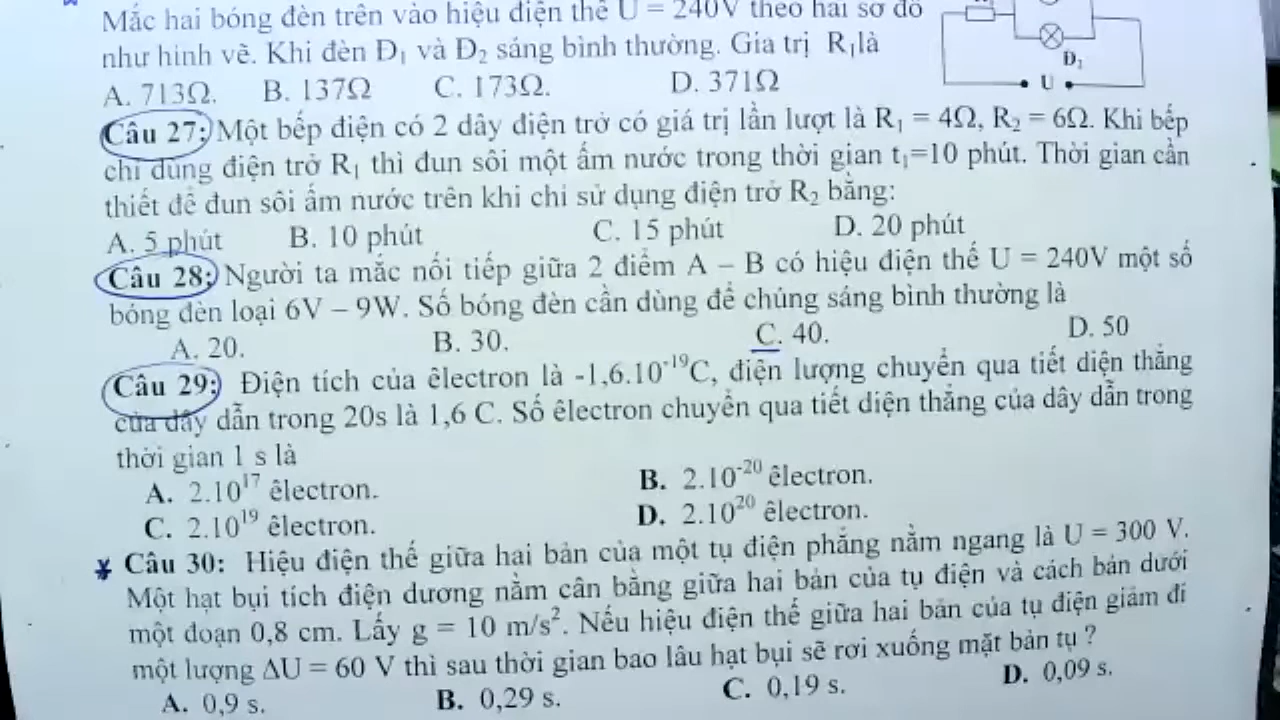 Mắc hai bóng đèn trên vào hiệu điện thế U = 240V theo hai sơ đồ
như hình vẽ. Khi đèn Đ₁ và Đ₂ sáng bình thường. Gia trị R₁là
A. 713Ω. B. 137Ω C. 173Ω. D. 371Ω
Đ₂
U
Câu 27: Một bếp điện có 2 dây điện trở có giá trị lần lượt là R₁ = 4Ω, R₂ = 6Ω. Khi bếp
chỉ dùng điện trở R₁ thì đun sôi một ấm nước trong thời gian t₁=10 phút. Thời gian cần
thiết để đun sôi ấm nước trên khi chỉ sử dụng điện trở R₂ bằng:
A. 5 phút B. 10 phút C. 15 phút D. 20 phút
Câu 28: Người ta mắc nối tiếp giữa 2 điểm A – B có hiệu điện thế U = 240V một số
bóng đèn loại 6V – 9W. Số bóng đèn cần dùng để chúng sáng bình thường là
A. 20. B. 30. C. 40. D. 50
Câu 29: Điện tích của êlectron là -1,6.10⁻¹⁹C, điện lượng chuyển qua tiết diện thẳng
của dây dẫn trong 20s là 1,6 C. Số êlectron chuyển qua tiết diện thẳng của dây dẫn trong
thời gian 1 s là
A. 2.10¹⁷ êlectron. B. 2.10⁻²⁰ êlectron.
C. 2.10¹⁹ êlectron. D. 2.10²⁰ êlectron.
Câu 30: Hiệu điện thế giữa hai bản của một tụ điện phẳng nằm ngang là U = 300 V.
Một hạt bụi tích điện dương nằm cân bằng giữa hai bản của tụ điện và cách bản dưới
một đoạn 0,8 cm. Lấy g = 10 m/s². Nếu hiệu điện thế giữa hai bản của tụ điện giảm đi
một lượng ΔU = 60 V thì sau thời gian bao lâu hạt bụi sẽ rơi xuống mặt bản tụ ?
A. 0,9 s. B. 0,29 s. C. 0,19 s. D. 0,09 s.